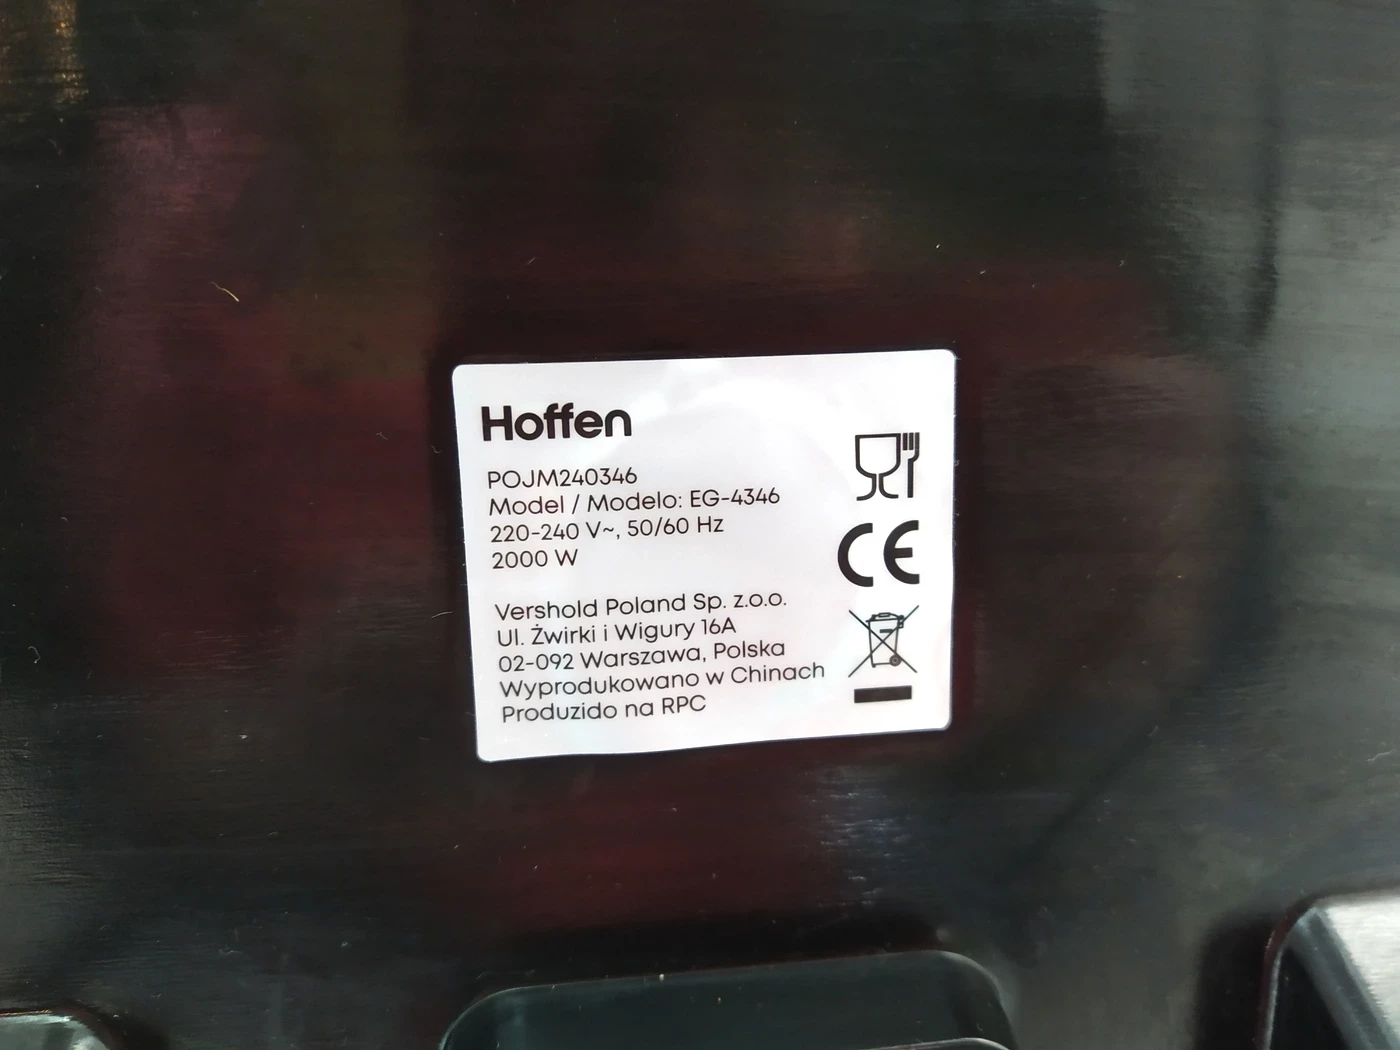 Hoffen
POJM240346
Model / Modelo: EG-4346
220-240 V~, 50/60 Hz
2000 W
Vershold Poland Sp. z.o.o.
Ul. Żwirki i Wigury 16A
02-092 Warszawa, Polska
Wyprodukowano w Chinach
Produzido na RPC
CE